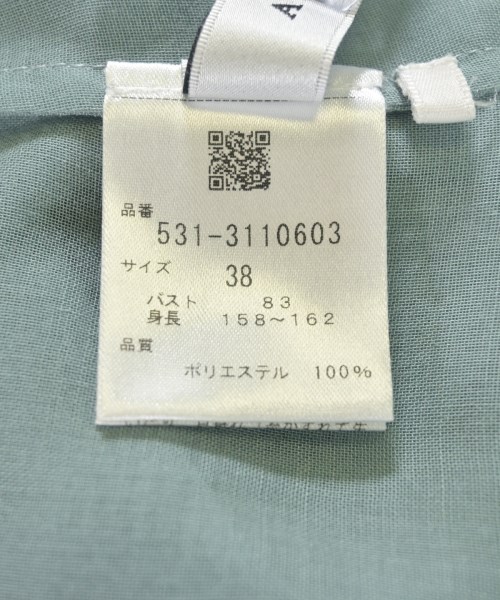 A
品番
531-3110603
サイズ
38
バスト 83
身長 158～162
品質
ポリエステル 100%